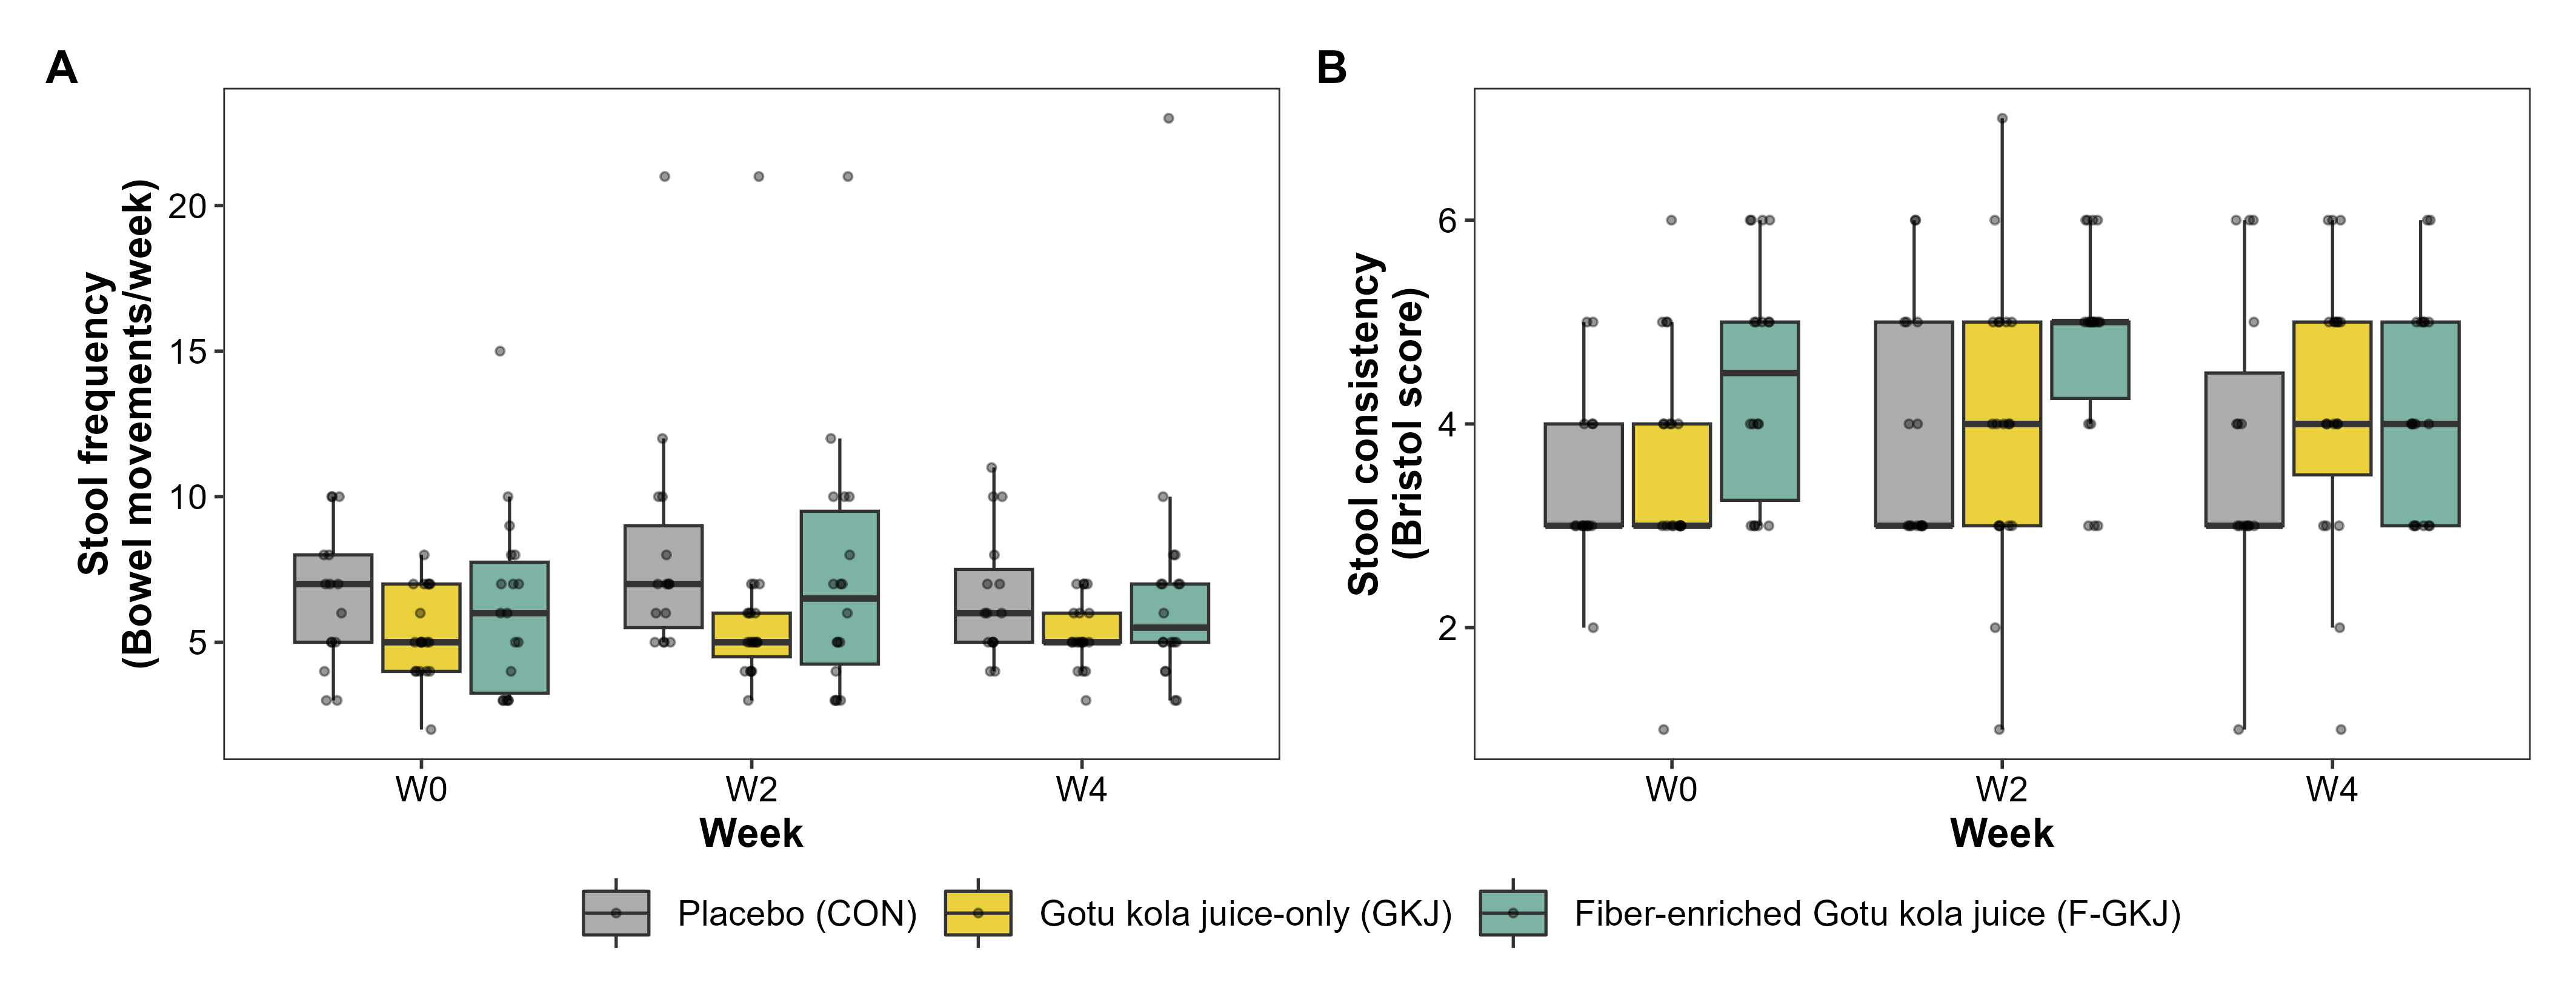 A
Stool frequency
(Bowel movements/week)
20
15
10
5
W0
W2
W4
Week
B
Stool consistency
(Bristol score)
6
4
2
W0
W2
W4
Week
Placebo (CON)
Gotu kola juice-only (GKJ)
Fiber-enriched Gotu kola juice (F-GKJ)